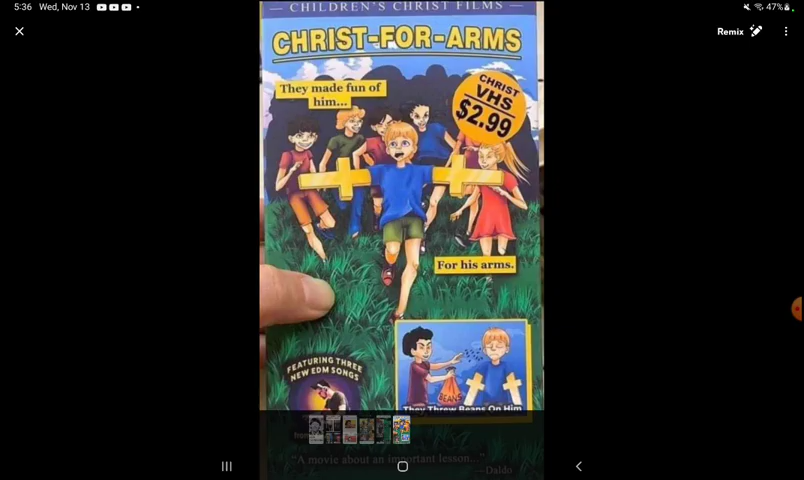 5:36 Wed, Nov 13
47%
Remix
— CHILDREN'S CHRIST FILMS —
CHRIST-FOR-ARMS
They made fun of
him...
CHRIST
VHS
$2.99
For his arms.
FEATURING THREE
NEW EDM SONGS
BEANS
They Threw Beans On Him
"A movie about an important lesson..."
—Daldo